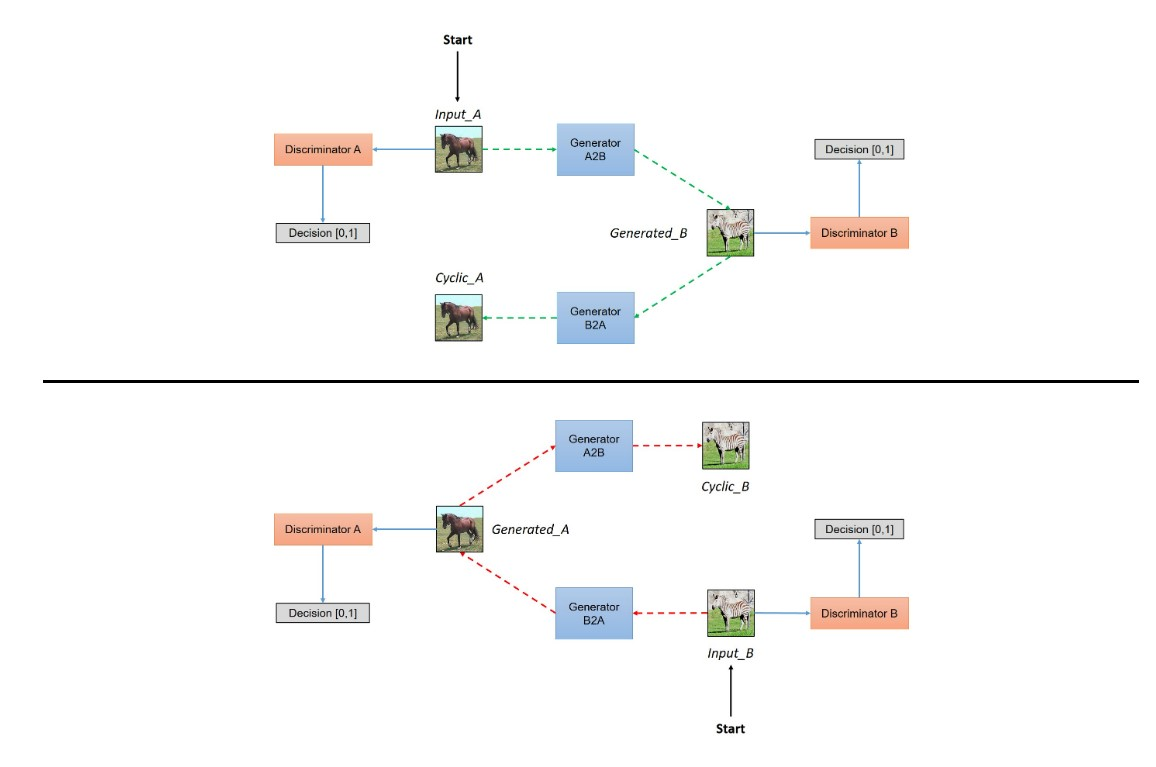 Start
Input_A
Discriminator A
Generator
A2B
Decision [0,1]
Decision [0,1]
Generated_B
Discriminator B
Cyclic_A
Generator
B2A
Generator
A2B
Cyclic_B
Discriminator A
Generated_A
Decision [0,1]
Decision [0,1]
Generator
B2A
Discriminator B
Input_B
Start